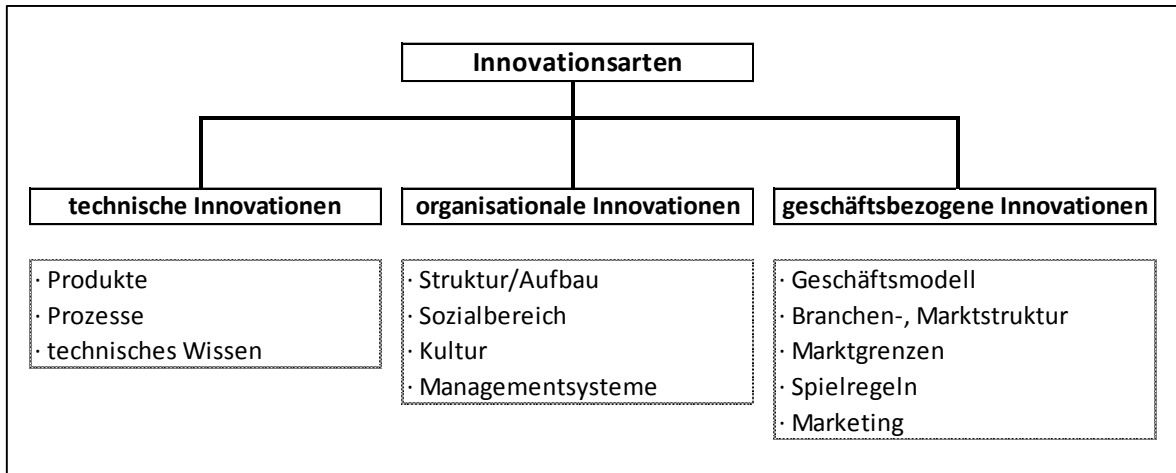 Innovationsarten
technische Innovationen
organisationale Innovationen
geschäftsbezogene Innovationen
· Produkte
· Prozesse
· technisches Wissen
· Struktur/Aufbau
· Sozialbereich
· Kultur
· Managementsysteme
· Geschäftsmodell
· Branchen-, Marktstruktur
· Marktgrenzen
· Spielregeln
· Marketing